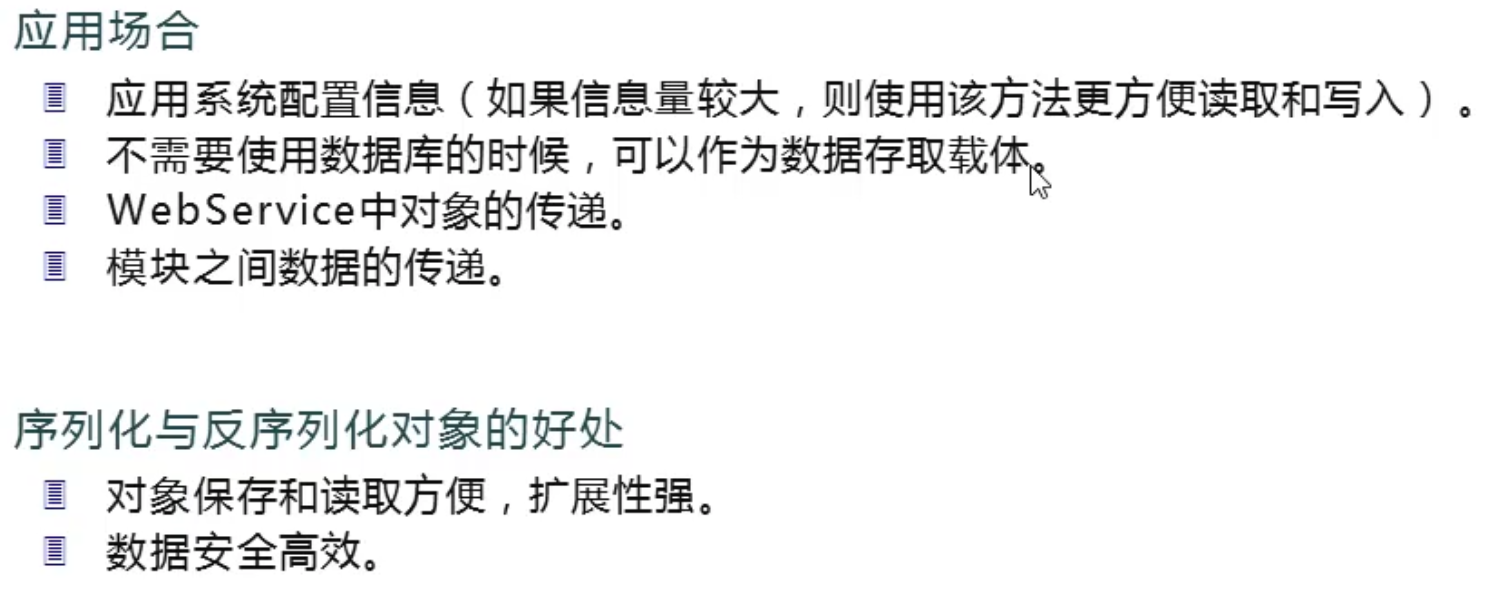 应用场合
应用系统配置信息（如果信息量较大，则使用该方法更方便读取和写入）。
不需要使用数据库的时候，可以作为数据存取载体。
WebService中对象的传递。
模块之间数据的传递。
序列化与反序列化对象的好处
对象保存和读取方便，扩展性强。
数据安全高效。